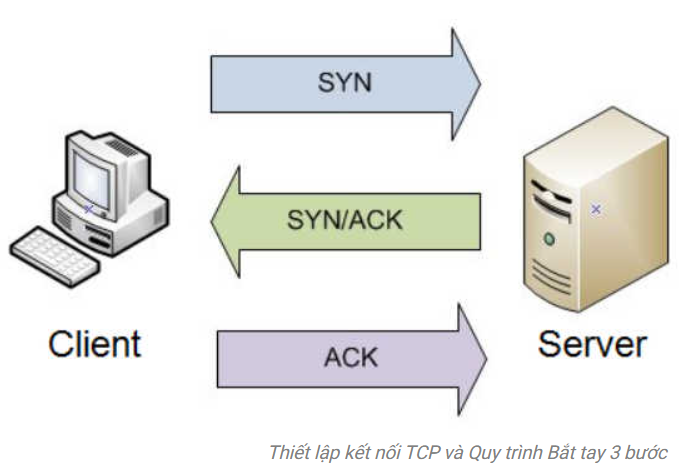 SYN
SYN/ACK
ACK
Client
Server
Thiết lập kết nối TCP và Quy trình Bắt tay 3 bước